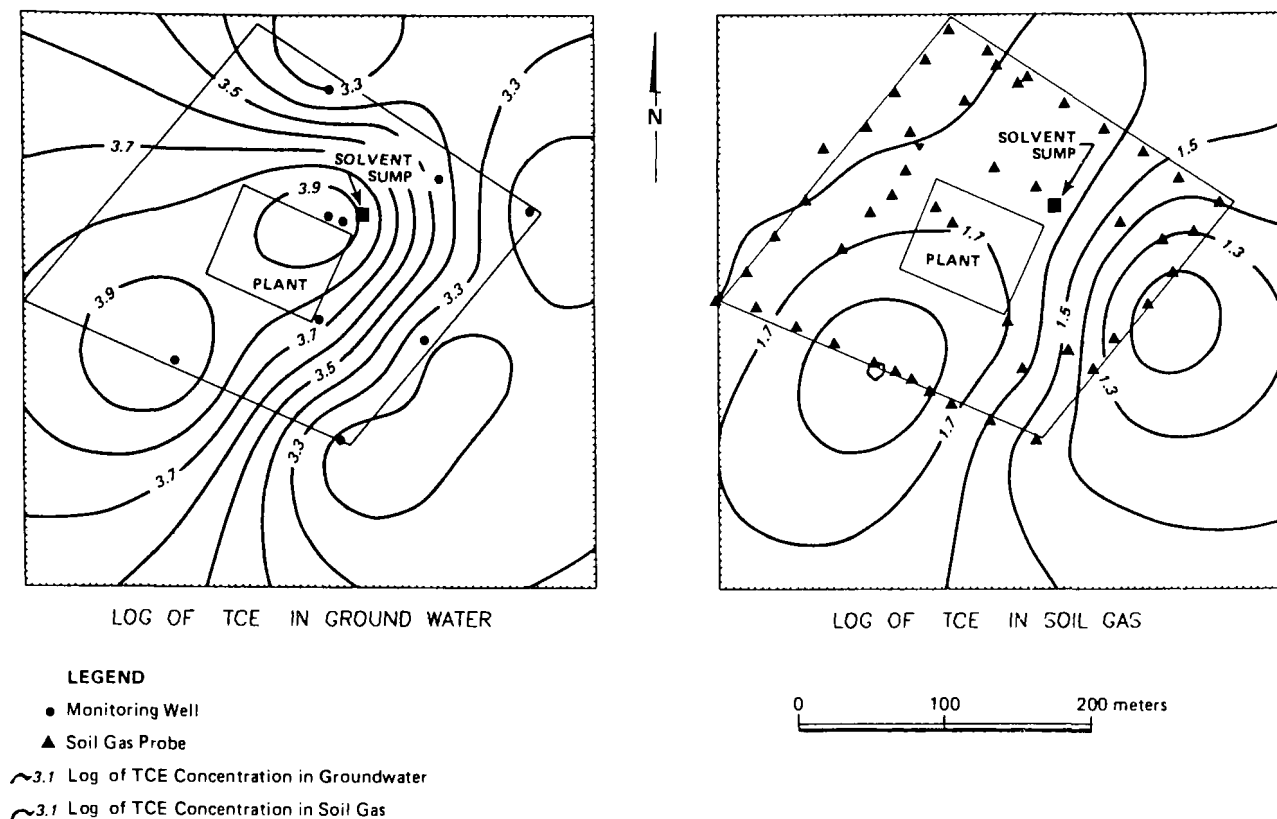 3.3
3.5
3.3
3.7
SOLVENT
SUMP
3.9
PLANT
3.9
3.3
3.7
3.5
3.3
3.7
LOG OF TCE IN GROUND WATER
N
SOLVENT
SUMP
1.5
1.7
PLANT
1.3
1.7
1.5
1.3
1.7
LOG OF TCE IN SOIL GAS
LEGEND
Monitoring Well
Soil Gas Probe
3.1 Log of TCE Concentration in Groundwater
3.1 Log of TCE Concentration in Soil Gas
0 100 200 meters